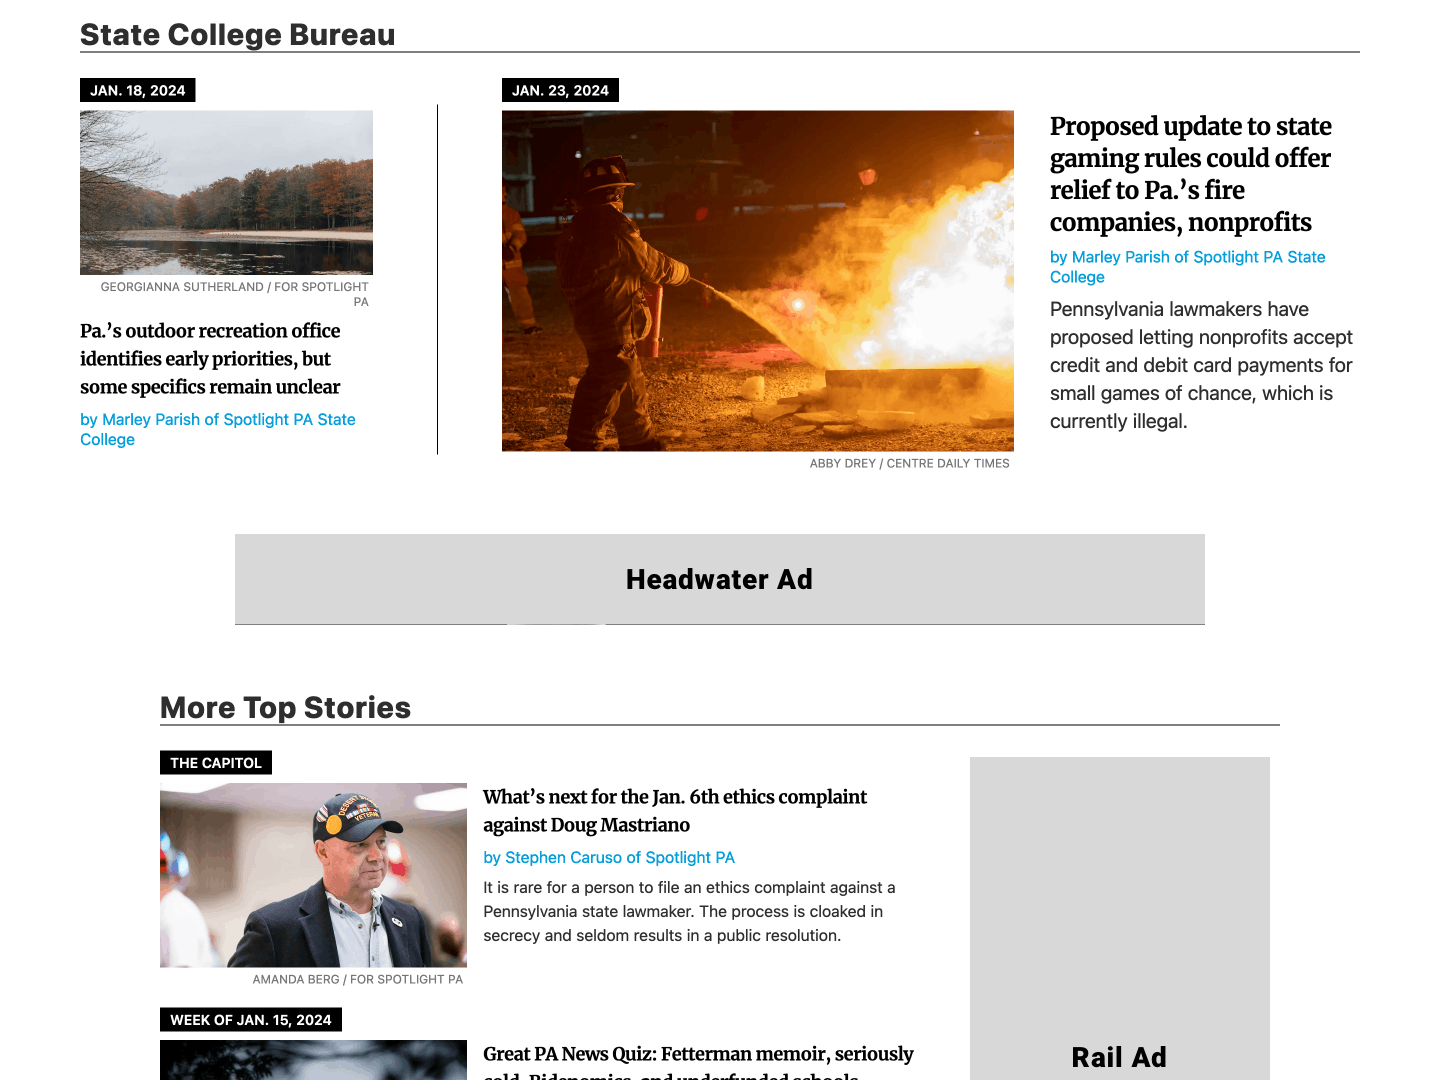 State College Bureau
JAN. 18, 2024
GEORGIANNA SUTHERLAND / FOR SPOTLIGHT
PA
Pa.’s outdoor recreation office
identifies early priorities, but
some specifics remain unclear
by Marley Parish of Spotlight PA State
College
JAN. 23, 2024
ABBY DREY / CENTRE DAILY TIMES
Proposed update to state
gaming rules could offer
relief to Pa.’s fire
companies, nonprofits
by Marley Parish of Spotlight PA State
College
Pennsylvania lawmakers have
proposed letting nonprofits accept
credit and debit card payments for
small games of chance, which is
currently illegal.
Headwater Ad
More Top Stories
THE CAPITOL
DESERT
VETERAN
AMANDA BERG / FOR SPOTLIGHT PA
What’s next for the Jan. 6th ethics complaint
against Doug Mastriano
by Stephen Caruso of Spotlight PA
It is rare for a person to file an ethics complaint against a
Pennsylvania state lawmaker. The process is cloaked in
secrecy and seldom results in a public resolution.
WEEK OF JAN. 15, 2024
Great PA News Quiz: Fetterman memoir, seriously
cold, Bidenomics, and underfunded schools
Rail Ad